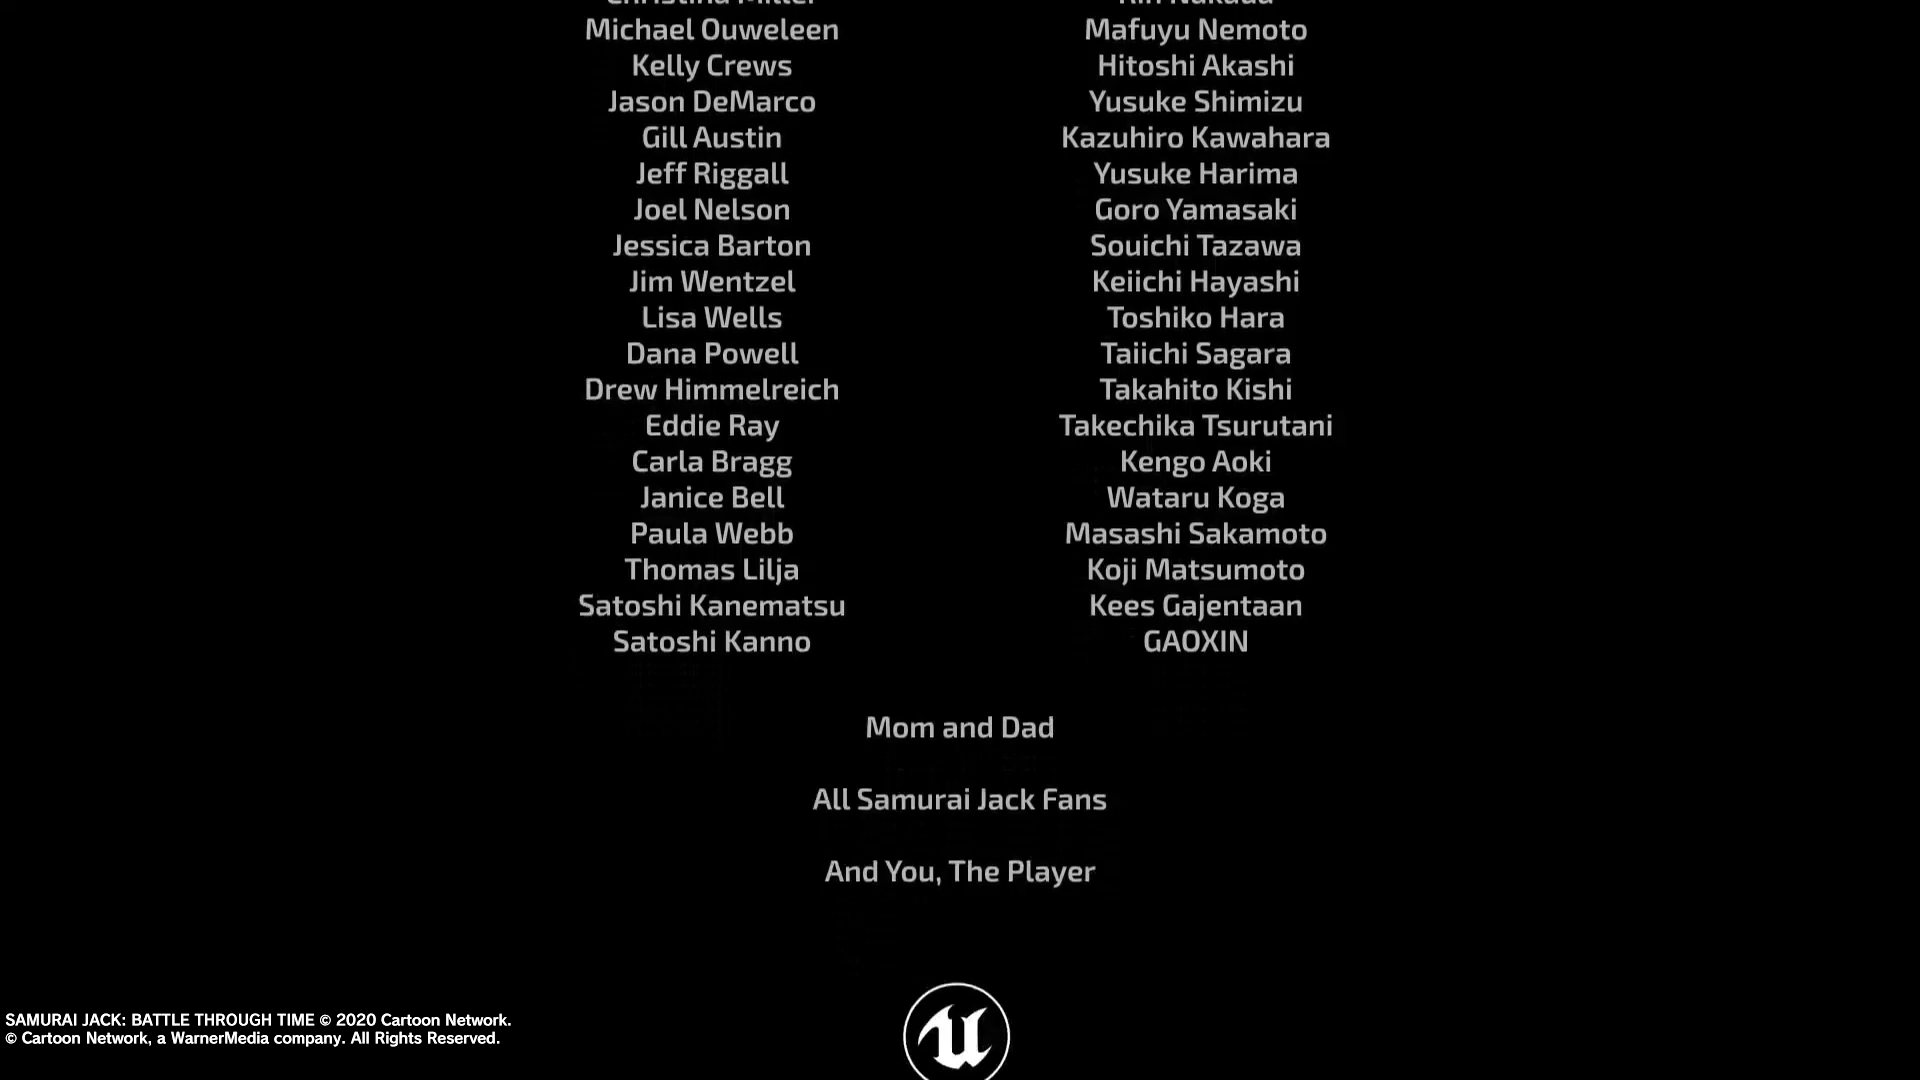 Michael Ouweleen
Kelly Crews
Jason DeMarco
Gill Austin
Jeff Riggall
Joel Nelson
Jessica Barton
Jim Wentzel
Lisa Wells
Dana Powell
Drew Himmelreich
Eddie Ray
Carla Bragg
Janice Bell
Paula Webb
Thomas Lilja
Satoshi Kanematsu
Satoshi Kanno
Mafuyu Nemoto
Hitoshi Akashi
Yusuke Shimizu
Kazuhiro Kawahara
Yusuke Harima
Goro Yamasaki
Souichi Tazawa
Keiichi Hayashi
Toshiko Hara
Taiichi Sagara
Takahito Kishi
Takechika Tsurutani
Kengo Aoki
Wataru Koga
Masashi Sakamoto
Koji Matsumoto
Kees Gajentaan
GAOXIN
Mom and Dad
All Samurai Jack Fans
And You, The Player
SAMURAI JACK: BATTLE THROUGH TIME © 2020 Cartoon Network.
© Cartoon Network, a WarnerMedia company. All Rights Reserved.